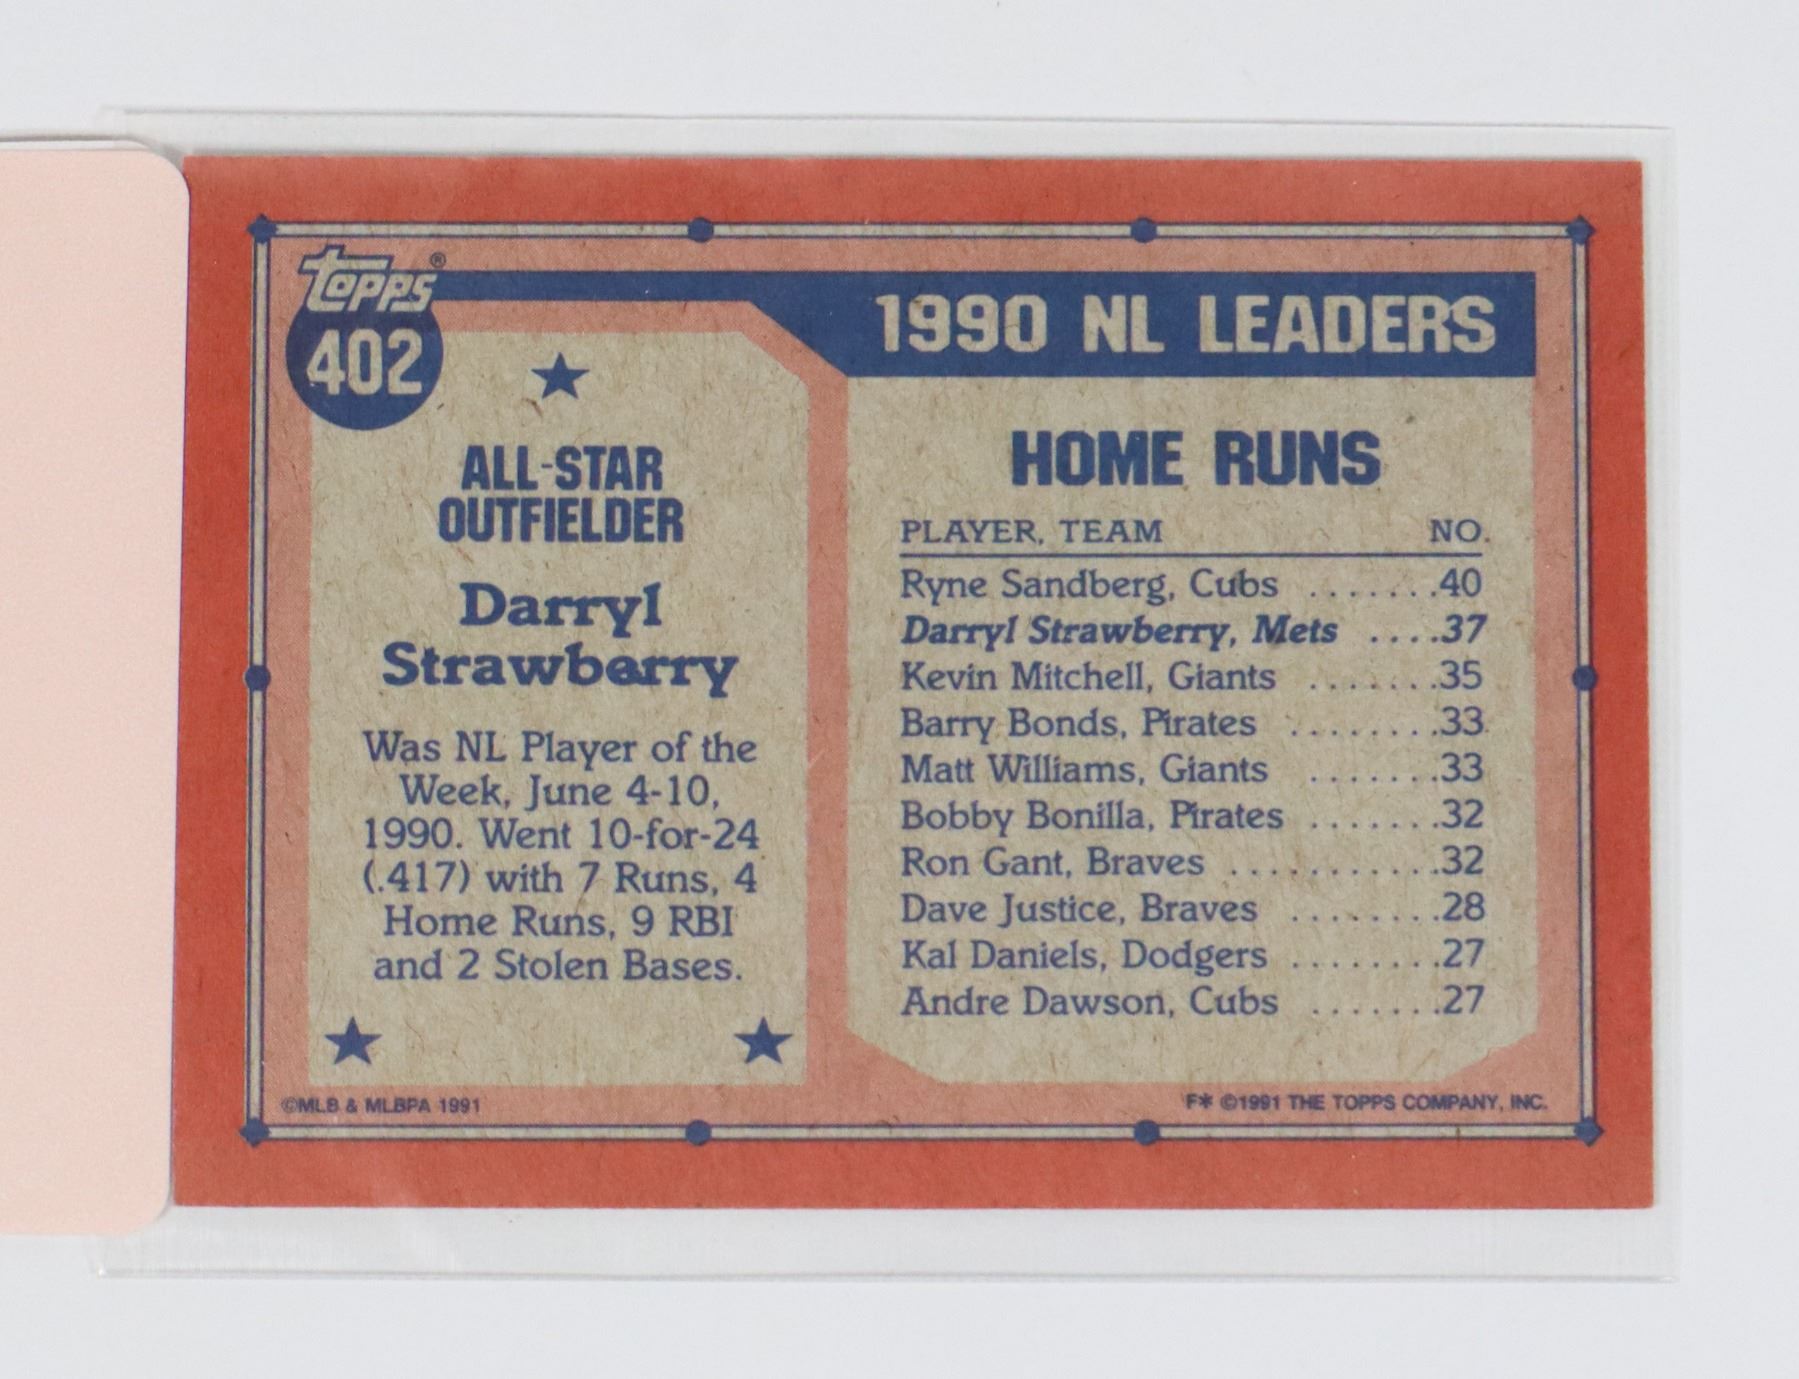 Topps®
402
ALL-STAR
OUTFIELDER
Darryl
Strawberry
Was NL Player of the
Week, June 4-10,
1990. Went 10-for-24
(.417) with 7 Runs, 4
Home Runs, 9 RBI
and 2 Stolen Bases.
©MLB & MLBPA 1991
1990 NL LEADERS
HOME RUNS
PLAYER, TEAM NO.
Ryne Sandberg, Cubs .......40
Darryl Strawberry, Mets ....37
Kevin Mitchell, Giants .......35
Barry Bonds, Pirates ........33
Matt Williams, Giants .......33
Bobby Bonilla, Pirates .......32
Ron Gant, Braves ...........32
Dave Justice, Braves ........28
Kal Daniels, Dodgers ........27
Andre Dawson, Cubs .......27
F* ©1991 THE TOPPS COMPANY, INC.